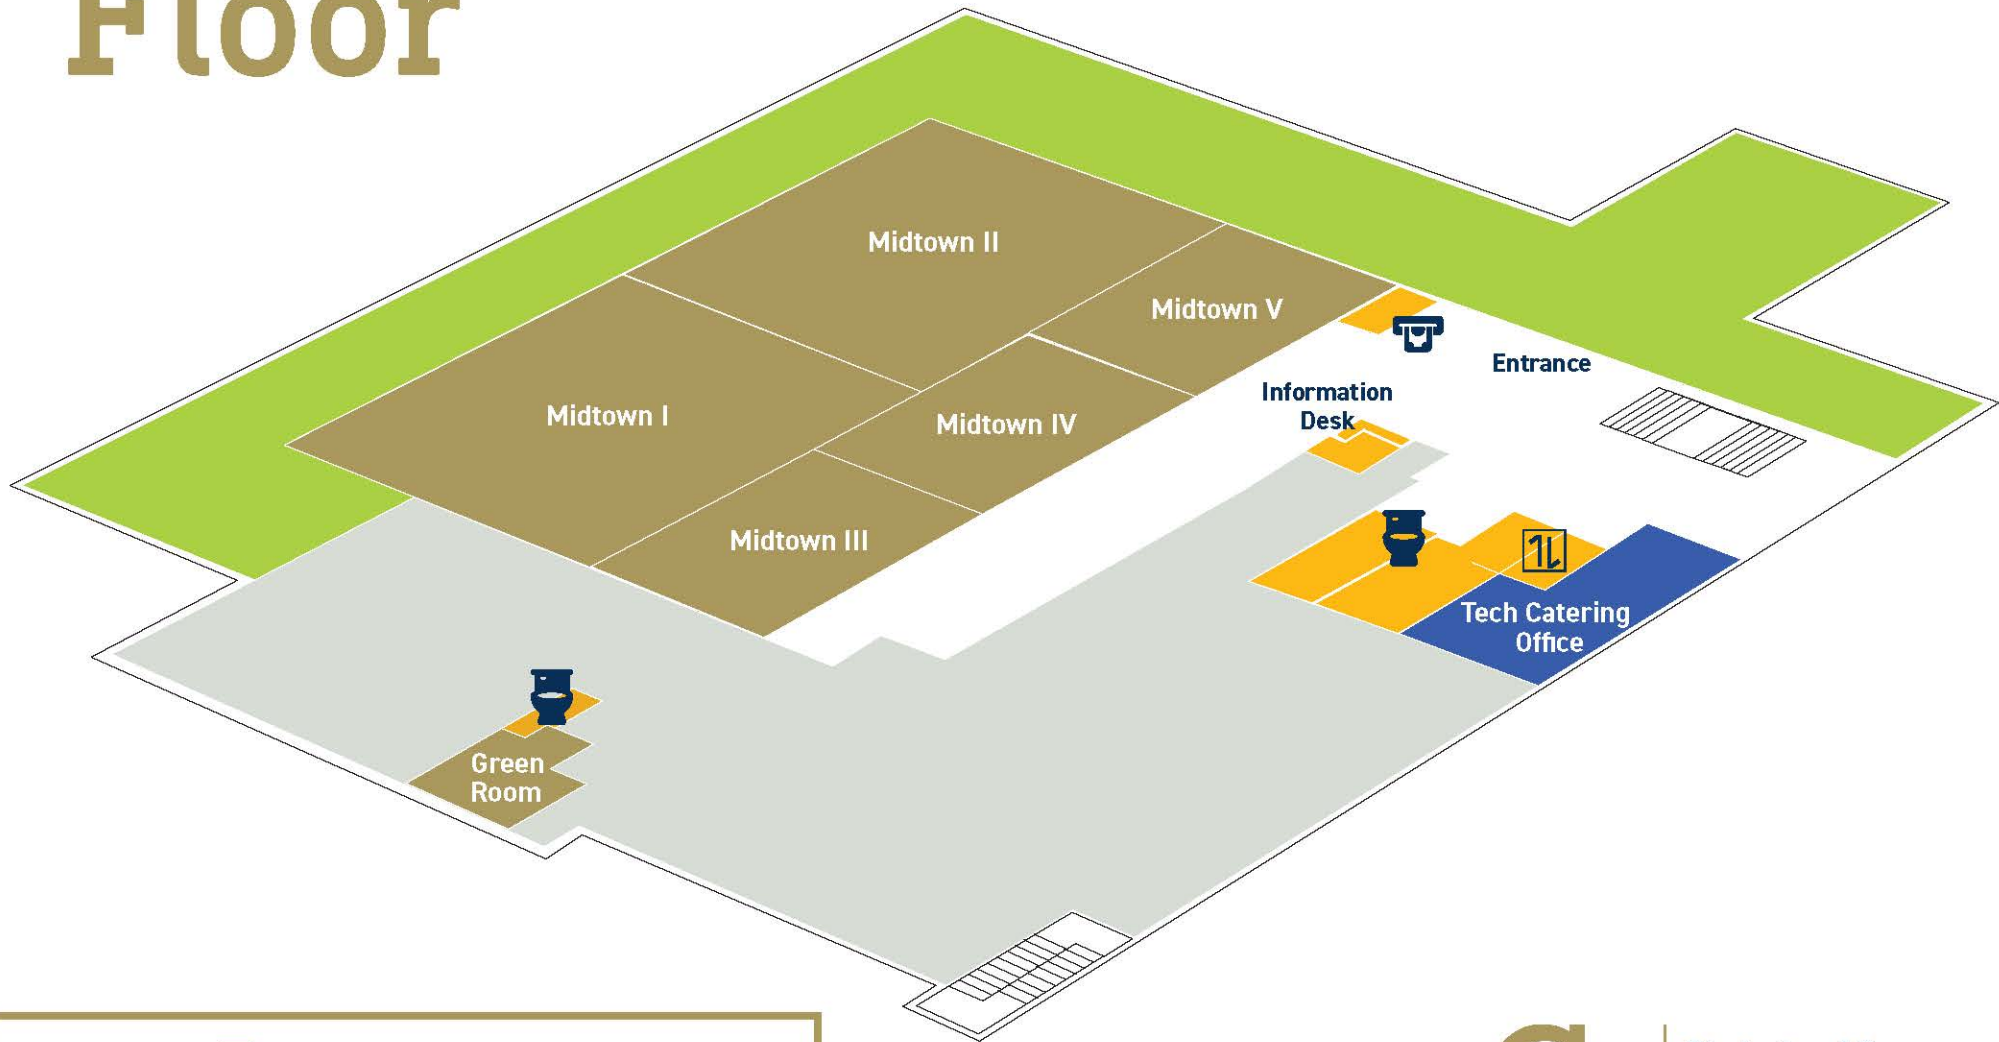 Floor
Midtown II
Midtown V
Entrance
Information
Desk
Midtown I
Midtown IV
Midtown III
Tech Catering
Office
Green
Room